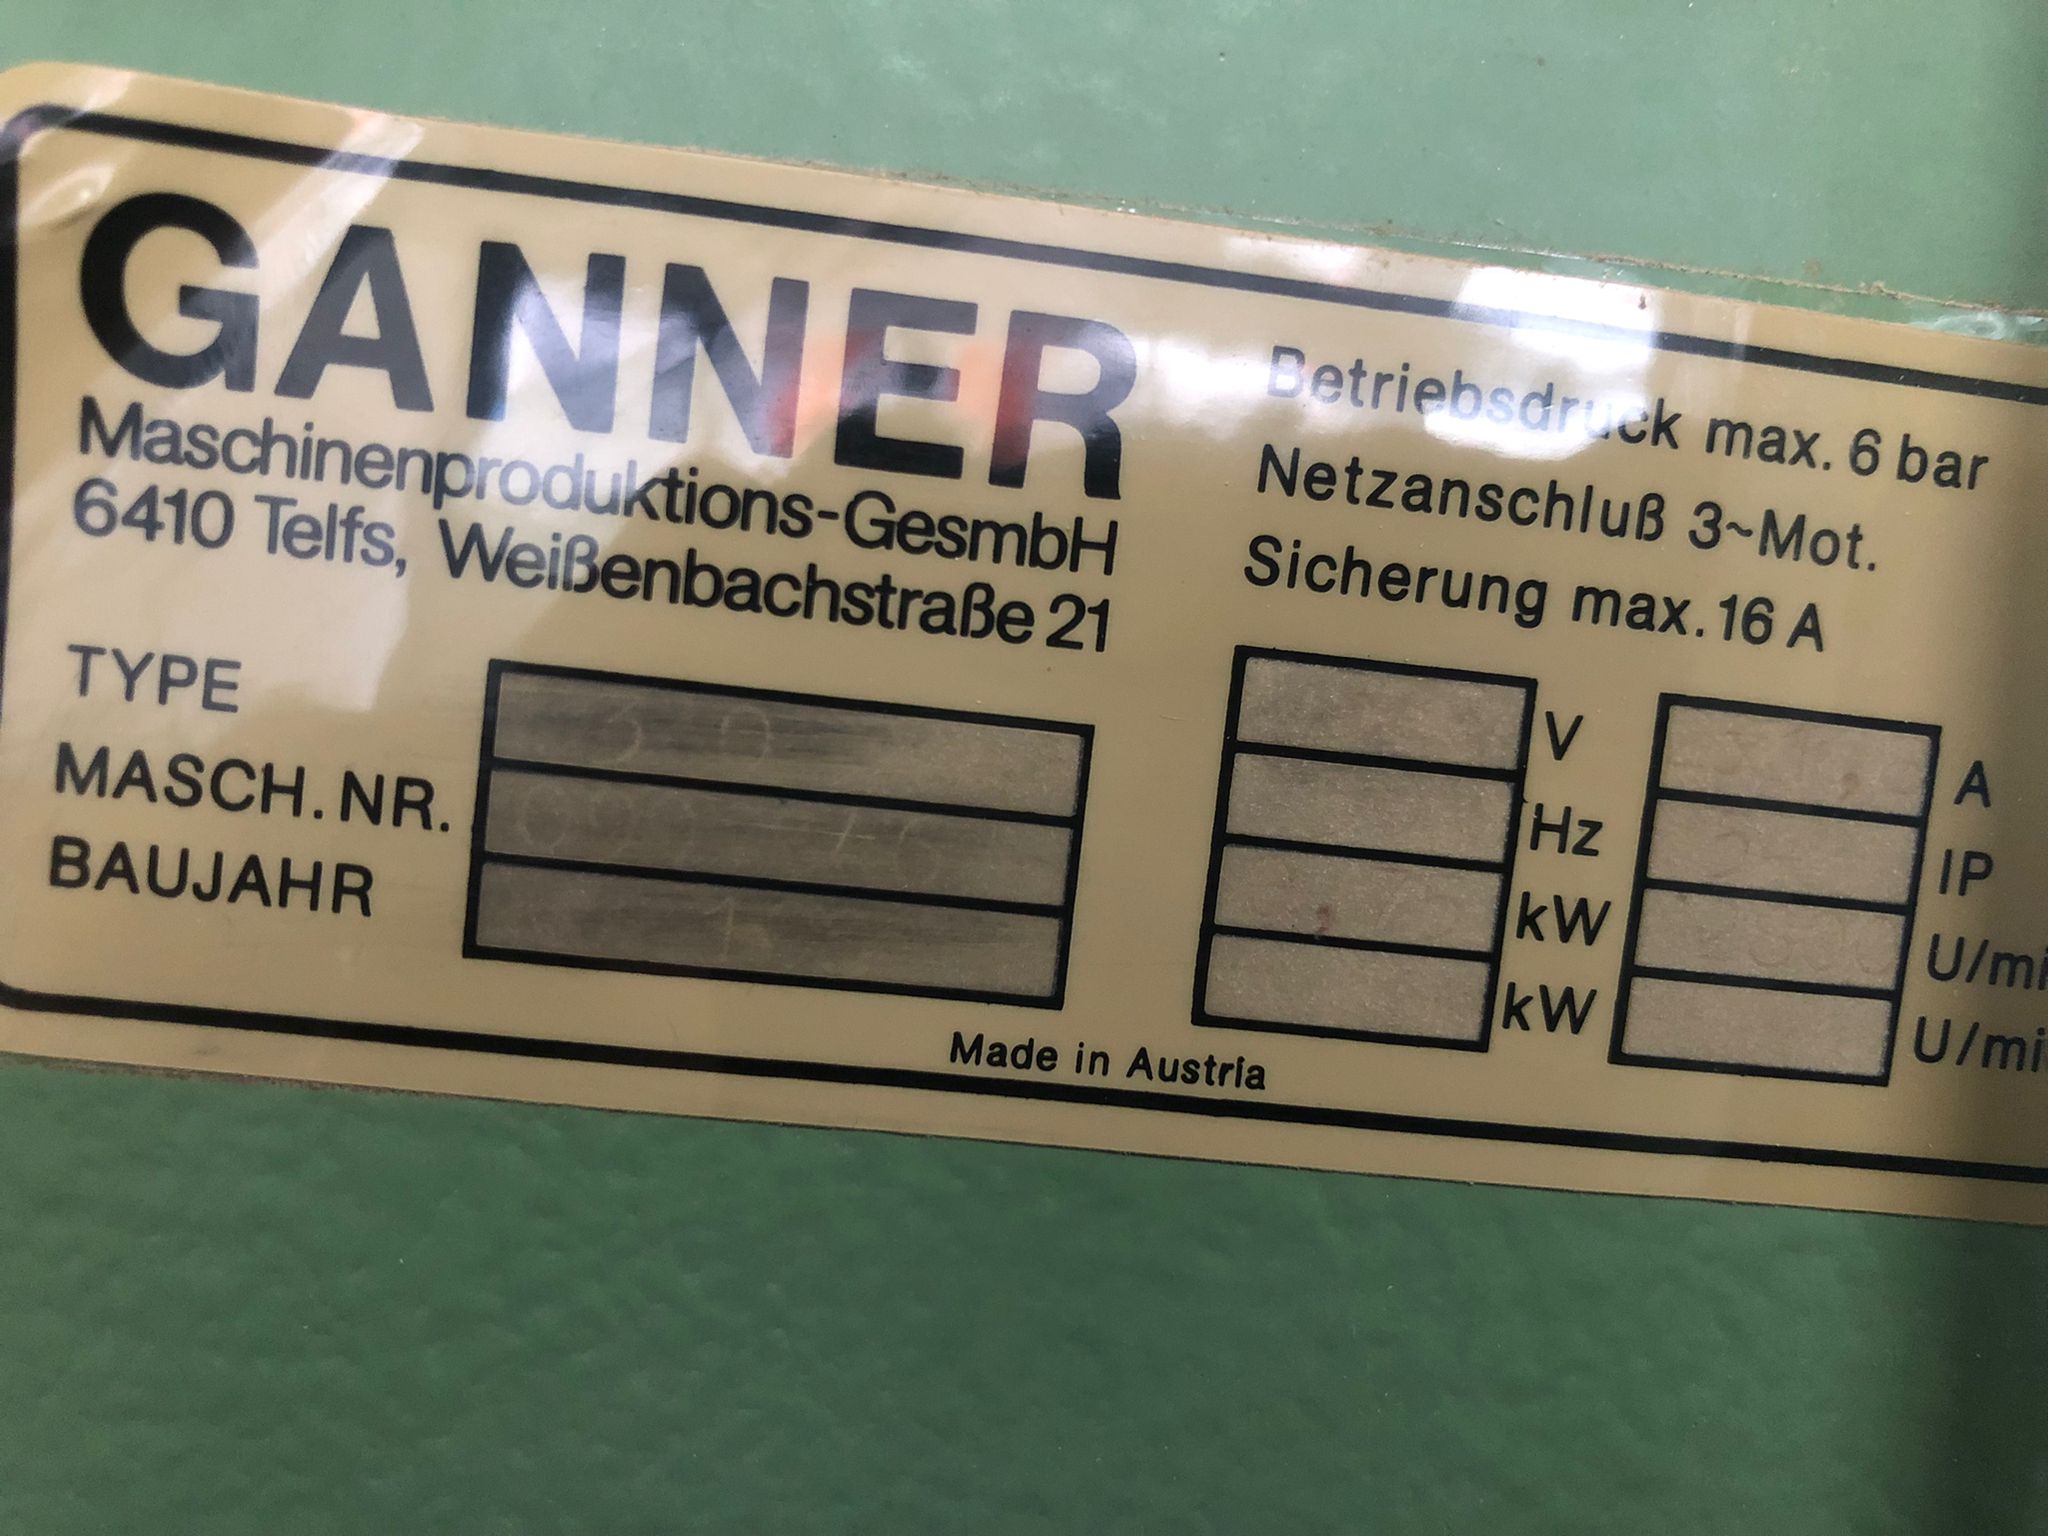 GANNER
Maschinenproduktions-GesmbH
6410 Telfs, Weißenbachstraße 21
Betriebsdruck max. 6 bar
Netzanschluß 3~Mot.
Sicherung max. 16 A
TYPE
MASCH. NR.
BAUJAHR
V
Hz
kW
kW
A
IP
Made in Austria